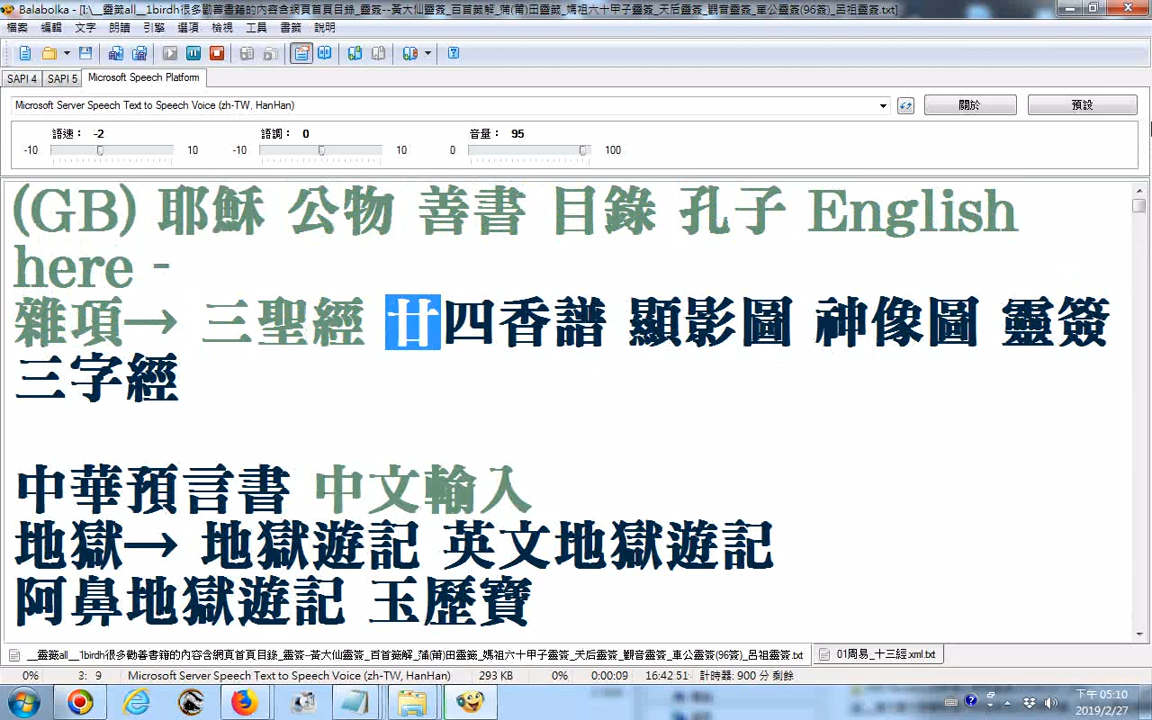 Balabolka - [I:\__靈籤all__1birdh很多勸善書籍的內容含網頁首頁目錄_靈簽--黃大仙靈簽_百首籤解_蒲(莆)田靈簽_媽祖六十甲子靈簽_天后靈簽_觀音靈簽_車公靈簽(96簽)_呂祖靈簽.txt]
檔案 編輯 文字 朗讀 引擎 選項 檢視 工具 書籤 說明
SAPI 4 SAPI 5 Microsoft Speech Platform
Microsoft Server Speech Text to Speech Voice (zh-TW, HanHan) 關於 預設
語速： -2 語調： 0 音量： 95
-10 10 -10 10 0 100
(GB) 耶穌 公物 善書 目錄 孔子 English
here -
雜項→ 三聖經 廿四香譜 顯影圖 神像圖 靈簽
三字經
中華預言書 中文輸入
地獄→ 地獄遊記 英文地獄遊記
阿鼻地獄遊記 玉歷寶
__靈籤all__1birdh很多勸善書籍的內容含網頁首頁目錄_靈簽--黃大仙靈簽_百首籤解_蒲(莆)田靈簽_媽祖六十甲子靈簽_天后靈簽_觀音靈簽_車公靈簽(96簽)_呂祖靈簽.txt 01周易_十三經.xml.txt
0% 3: 9 Microsoft Server Speech Text to Speech Voice (zh-TW, HanHan) 293 KB 0% 0:00:09 16:42:51 計時器: 900 分 剩餘
下午 05:10
2019/2/27